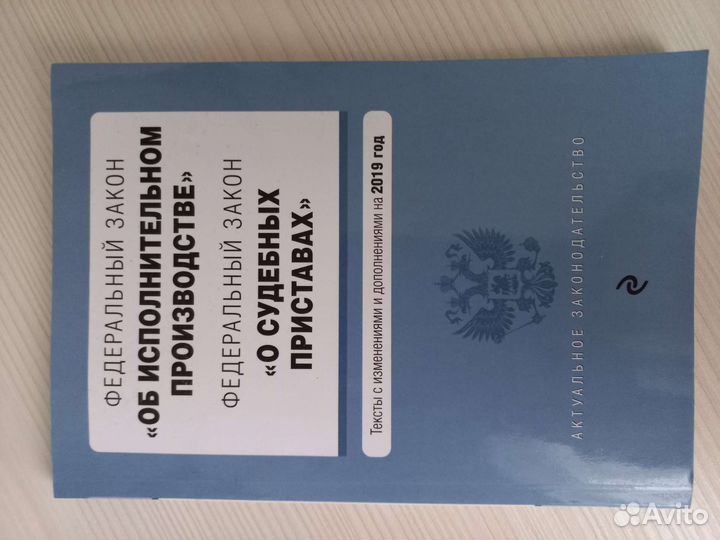 ФЕДЕРАЛЬНЫЙ ЗАКОН
«ОБ ИСПОЛНИТЕЛЬНОМ
ПРОИЗВОДСТВЕ»
ФЕДЕРАЛЬНЫЙ ЗАКОН
«О СУДЕБНЫХ
ПРИСТАВАХ»
Тексты с изменениями и дополнениями на 2019 год
АКТУАЛЬНОЕ ЗАКОНОДАТЕЛЬСТВО
Avito